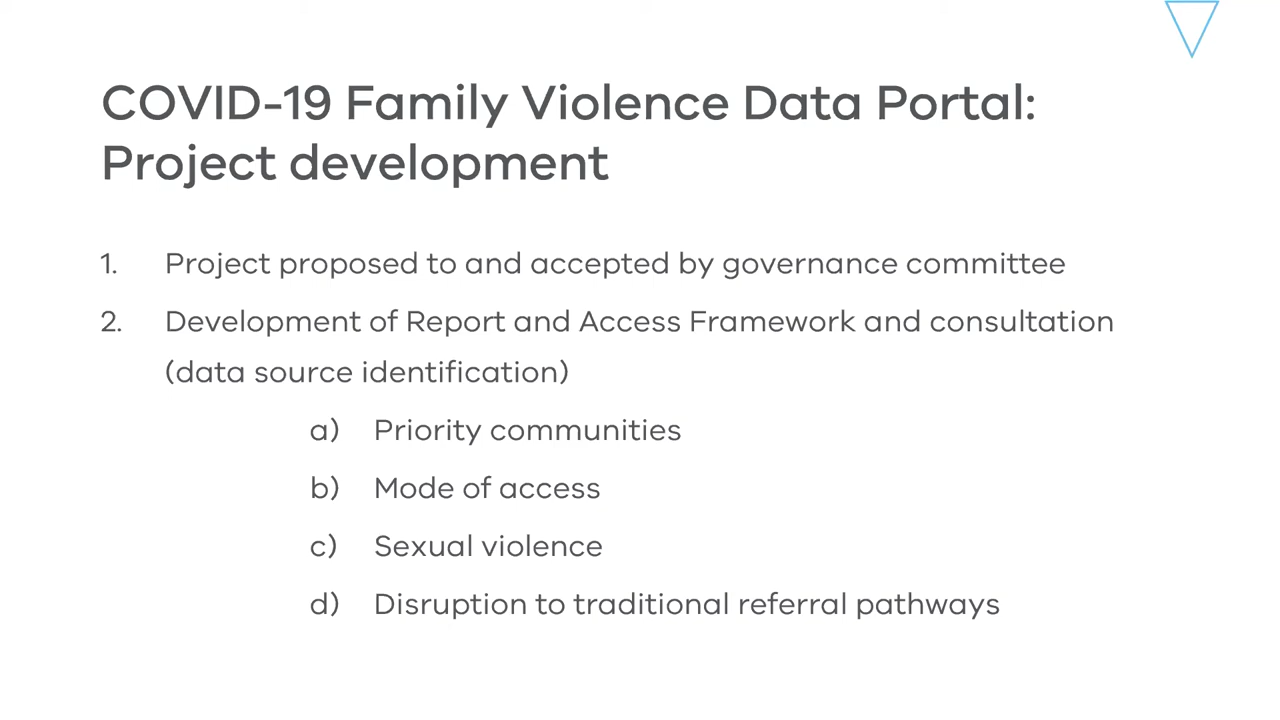 COVID-19 Family Violence Data Portal:
Project development
1. Project proposed to and accepted by governance committee
2. Development of Report and Access Framework and consultation
(data source identification)
a) Priority communities
b) Mode of access
c) Sexual violence
d) Disruption to traditional referral pathways